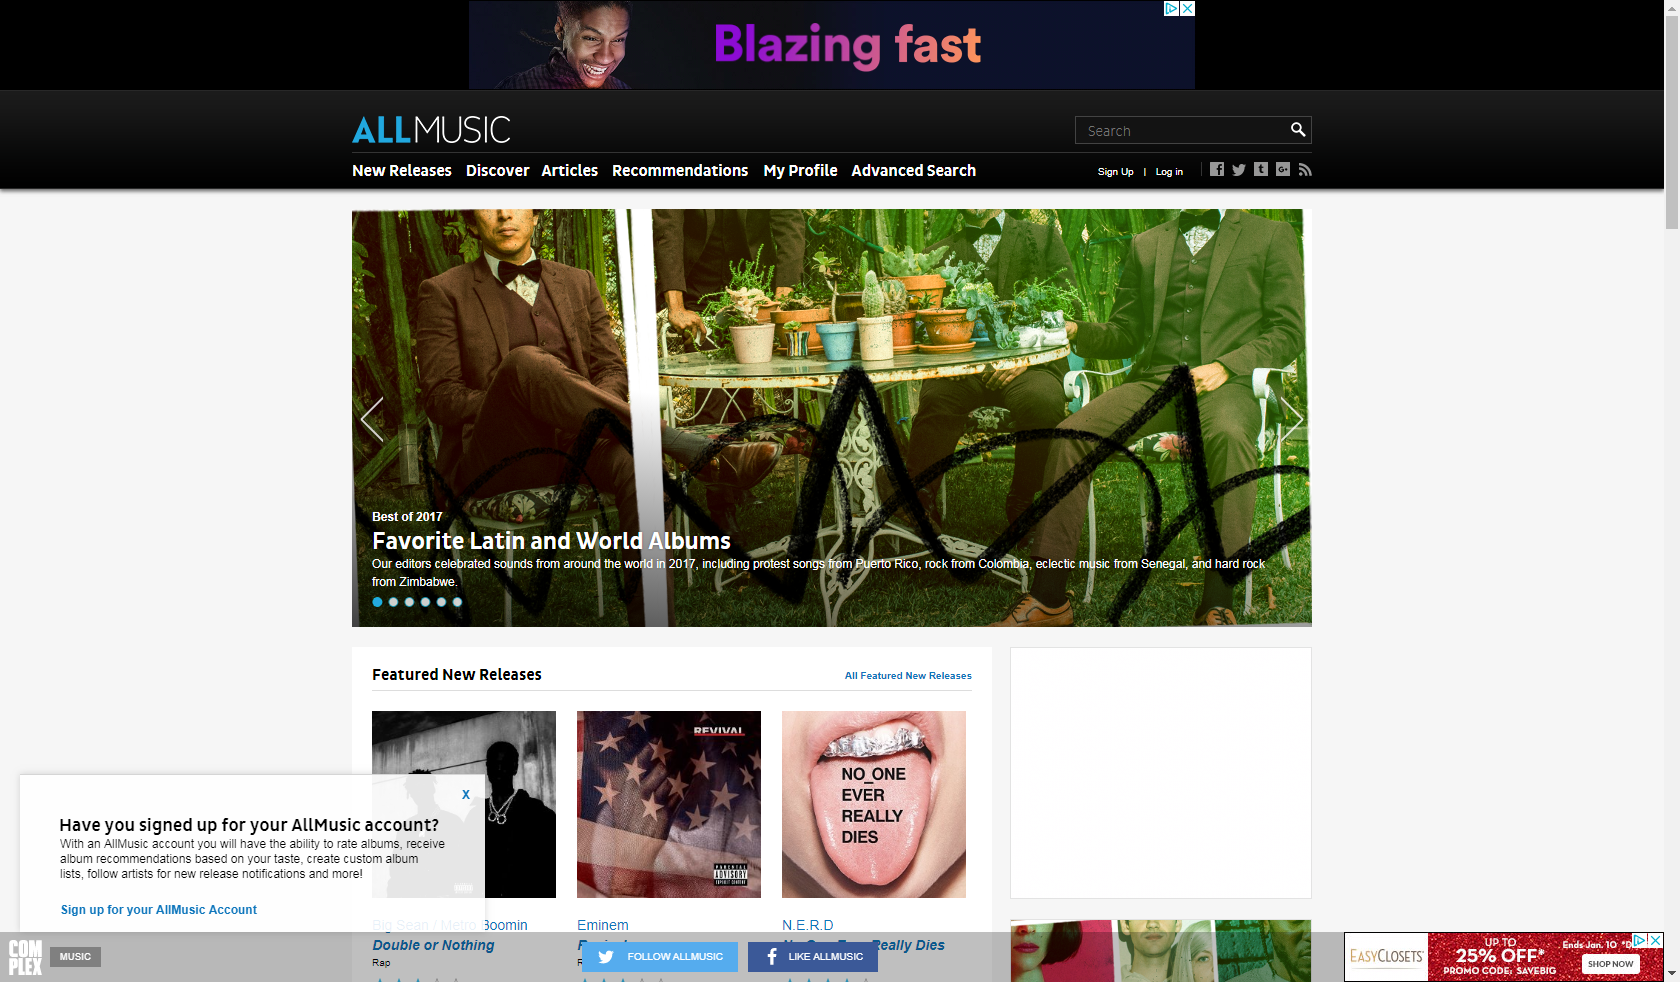 Blazing fast
ALLMUSIC
Search
New Releases Discover Articles Recommendations My Profile Advanced Search
Sign Up | Log in
Best of 2017
Favorite Latin and World Albums
Our editors celebrated sounds from around the world in 2017, including protest songs from Puerto Rico, rock from Colombia, eclectic music from Senegal, and hard rock
from Zimbabwe.
Featured New Releases
All Featured New Releases
REVIVAL
PARENTAL
ADVISORY
EXPLICIT CONTENT
NO_ONE
EVER
REALLY
DIES
X
Have you signed up for your AllMusic account?
With an AllMusic account you will have the ability to rate albums, receive
album recommendations based on your taste, create custom album
lists, follow artists for new release notifications and more!
Sign up for your AllMusic Account
Big Sean / Metro Boomin
Double or Nothing
Rap
Eminem
N.E.R.D
Really Dies
COM
PLEX
MUSIC
FOLLOW ALLMUSIC
LIKE ALLMUSIC
EASYCLOSETS
UP TO
25% OFF*
PROMO CODE: SAVEBIG
Ends Jan. 10
SHOP NOW